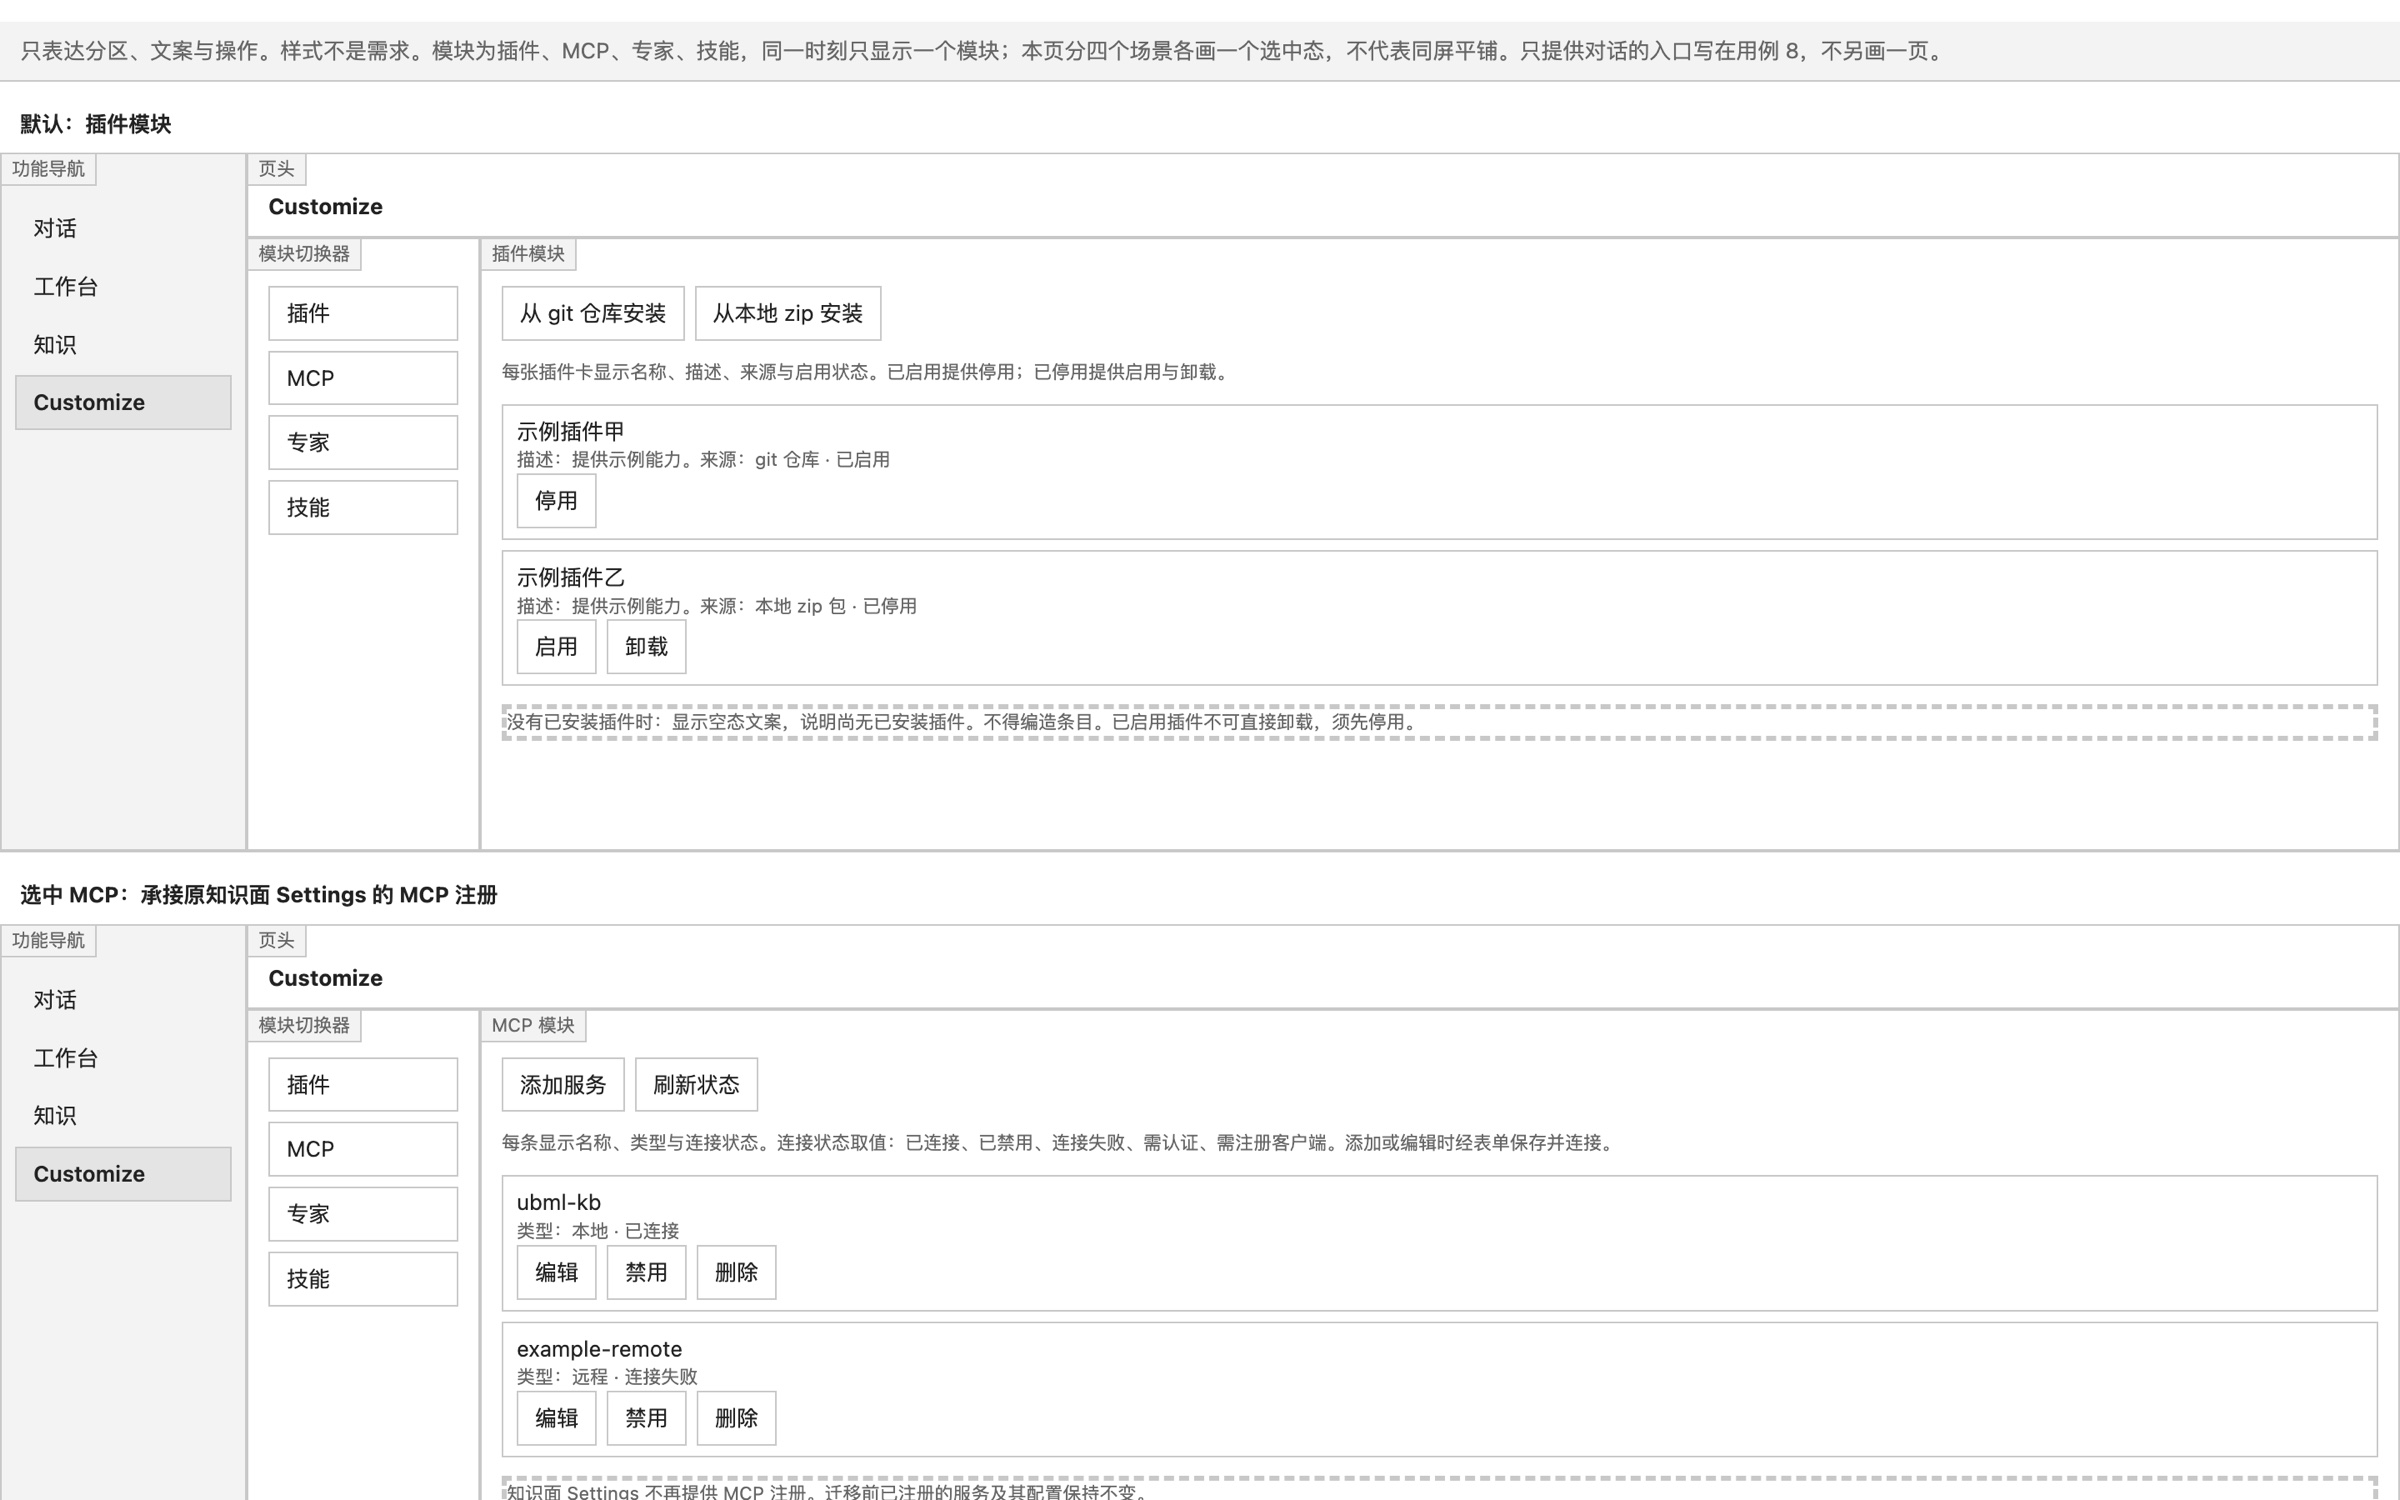 只表达分区、文案与操作。样式不是需求。模块为插件、MCP、专家、技能，同一时刻只显示一个模块；本页分四个场景各画一个选中态，不代表同屏平铺。只提供对话的入口写在用例 8，不另画一页。
默认：插件模块
功能导航
对话
工作台
知识
Customize
页头
Customize
模块切换器
插件
MCP
专家
技能
插件模块
从 git 仓库安装
从本地 zip 安装
每张插件卡显示名称、描述、来源与启用状态。已启用提供停用；已停用提供启用与卸载。
示例插件甲
描述：提供示例能力。来源：git 仓库 · 已启用
停用
示例插件乙
描述：提供示例能力。来源：本地 zip 包 · 已停用
启用
卸载
没有已安装插件时：显示空态文案，说明尚无已安装插件。不得编造条目。已启用插件不可直接卸载，须先停用。
选中 MCP：承接原知识面 Settings 的 MCP 注册
功能导航
对话
工作台
知识
Customize
页头
Customize
模块切换器
插件
MCP
专家
技能
MCP 模块
添加服务
刷新状态
每条显示名称、类型与连接状态。连接状态取值：已连接、已禁用、连接失败、需认证、需注册客户端。添加或编辑时经表单保存并连接。
ubml-kb
类型：本地 · 已连接
编辑
禁用
删除
example-remote
类型：远程 · 连接失败
编辑
禁用
删除
知识面 Settings 不再提供 MCP 注册。迁移前已注册的服务及其配置保持不变。